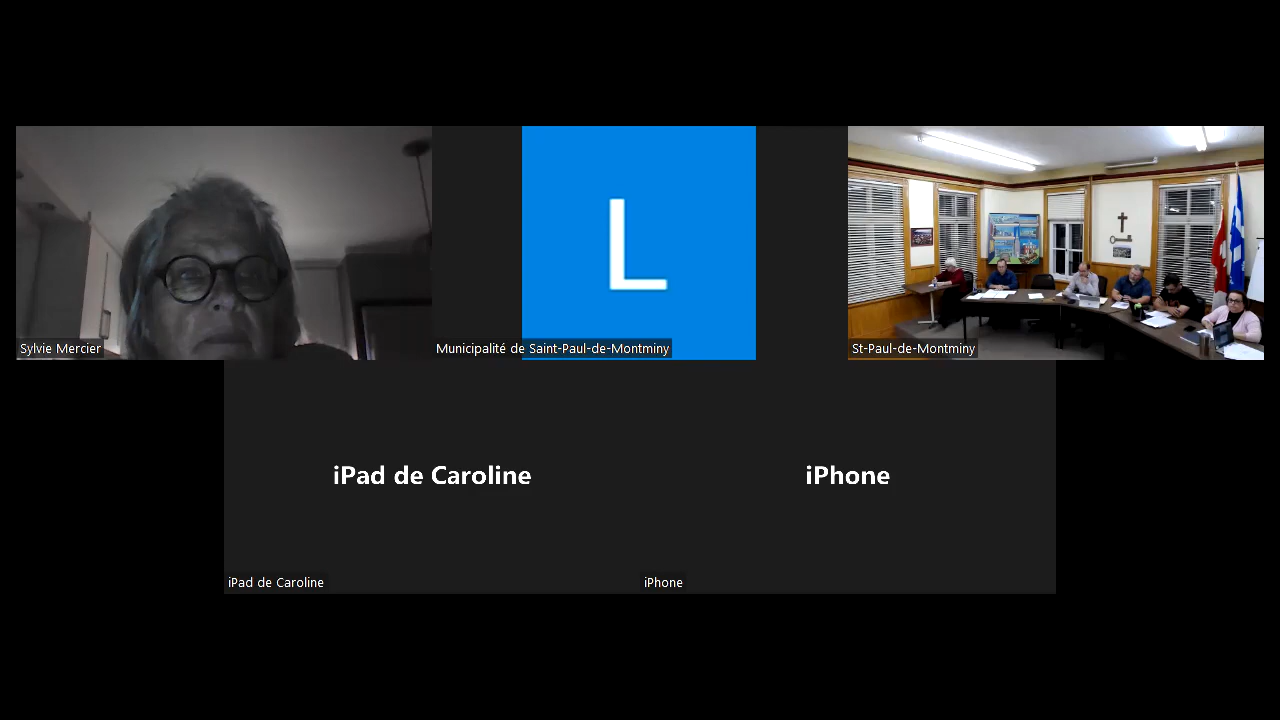 Sylvie Mercier
L
Municipalité de Saint-Paul-de-Montminy
St-Paul-de-Montminy
iPad de Caroline
iPhone
iPad de Caroline
iPhone